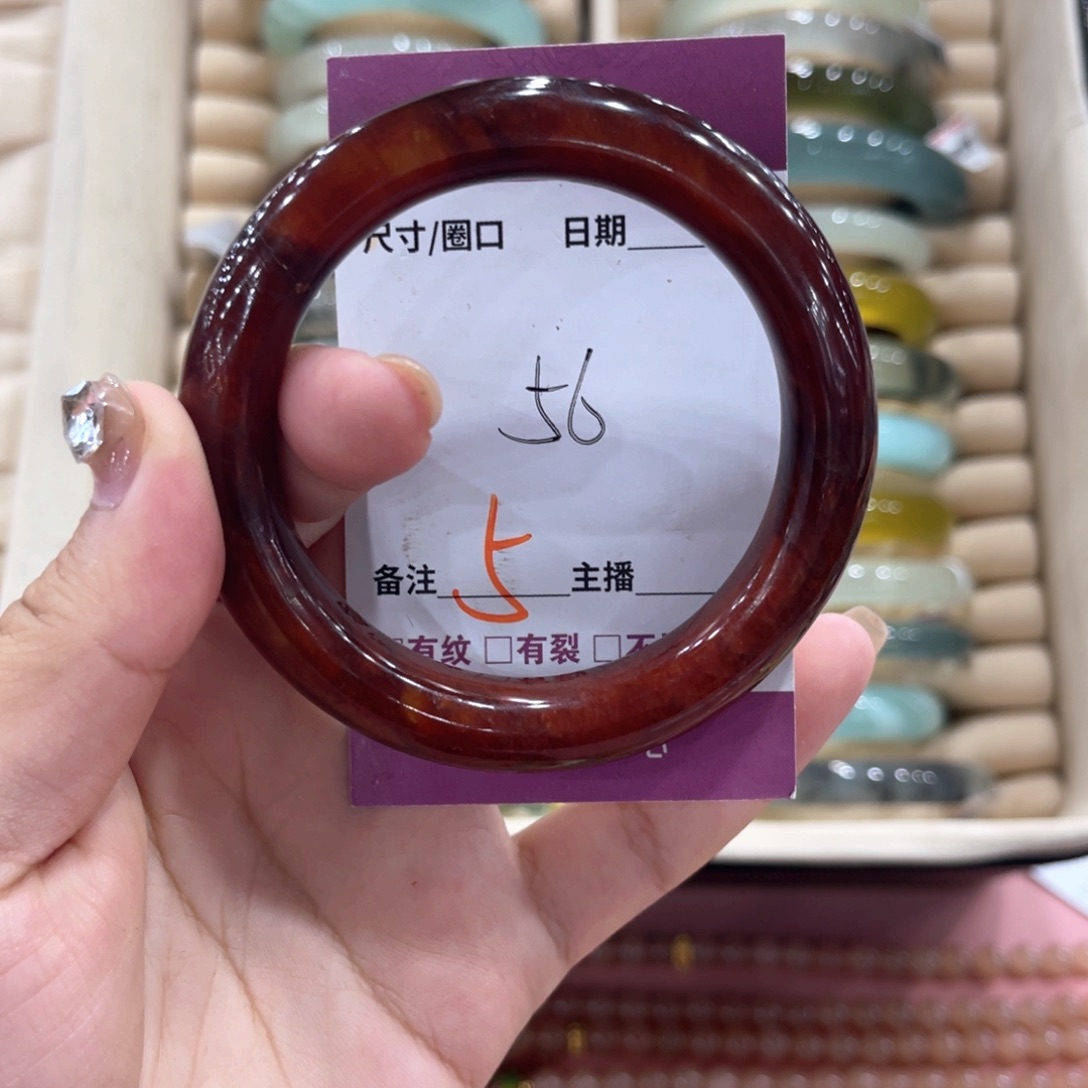 尺寸/圈口 日期
56
5
备注 主播
□有纹 □有裂 □不